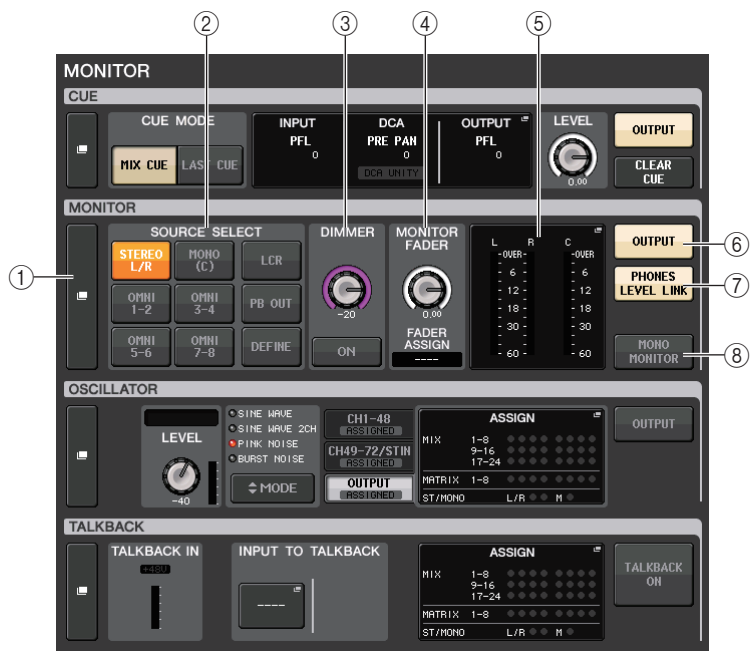 ② ③ ④ ⑤
MONITOR
CUE
CUE MODE
MIX CUE LAST CUE
INPUT DCA OUTPUT
PFL PRE PAN PFL
0 0 0
DCA UNITY
LEVEL
0.00
OUTPUT
CLEAR
CUE
MONITOR
①
SOURCE SELECT
STEREO
L/R
MONO
(C)
LCR
OMNI
1-2
OMNI
3-4
PB OUT
OMNI
5-6
OMNI
7-8
DEFINE
DIMMER
-20
ON
MONITOR
FADER
0.00
FADER
ASSIGN
----
L R C
-OVER- -OVER-
- 6 - - 6
- 12 - - 12
- 18 - - 18
- 30 - - 30
- 60 - - 60
OUTPUT ⑥
PHONES
LEVEL LINK ⑦
MONO
MONITOR ⑧
OSCILLATOR
LEVEL
-40
SINE WAVE
SINE WAVE 2CH
PINK NOISE
BURST NOISE
MODE
CH1-48
ASSIGNED
CH49-72/STIN
ASSIGNED
OUTPUT
ASSIGNED
ASSIGN
MIX 1-8
9-16
17-24
MATRIX 1-8
ST/MONO L/R M
OUTPUT
TALKBACK
TALKBACK IN
+48V
INPUT TO TALKBACK
----
ASSIGN
MIX 1-8
9-16
17-24
MATRIX 1-8
ST/MONO L/R M
TALKBACK
ON